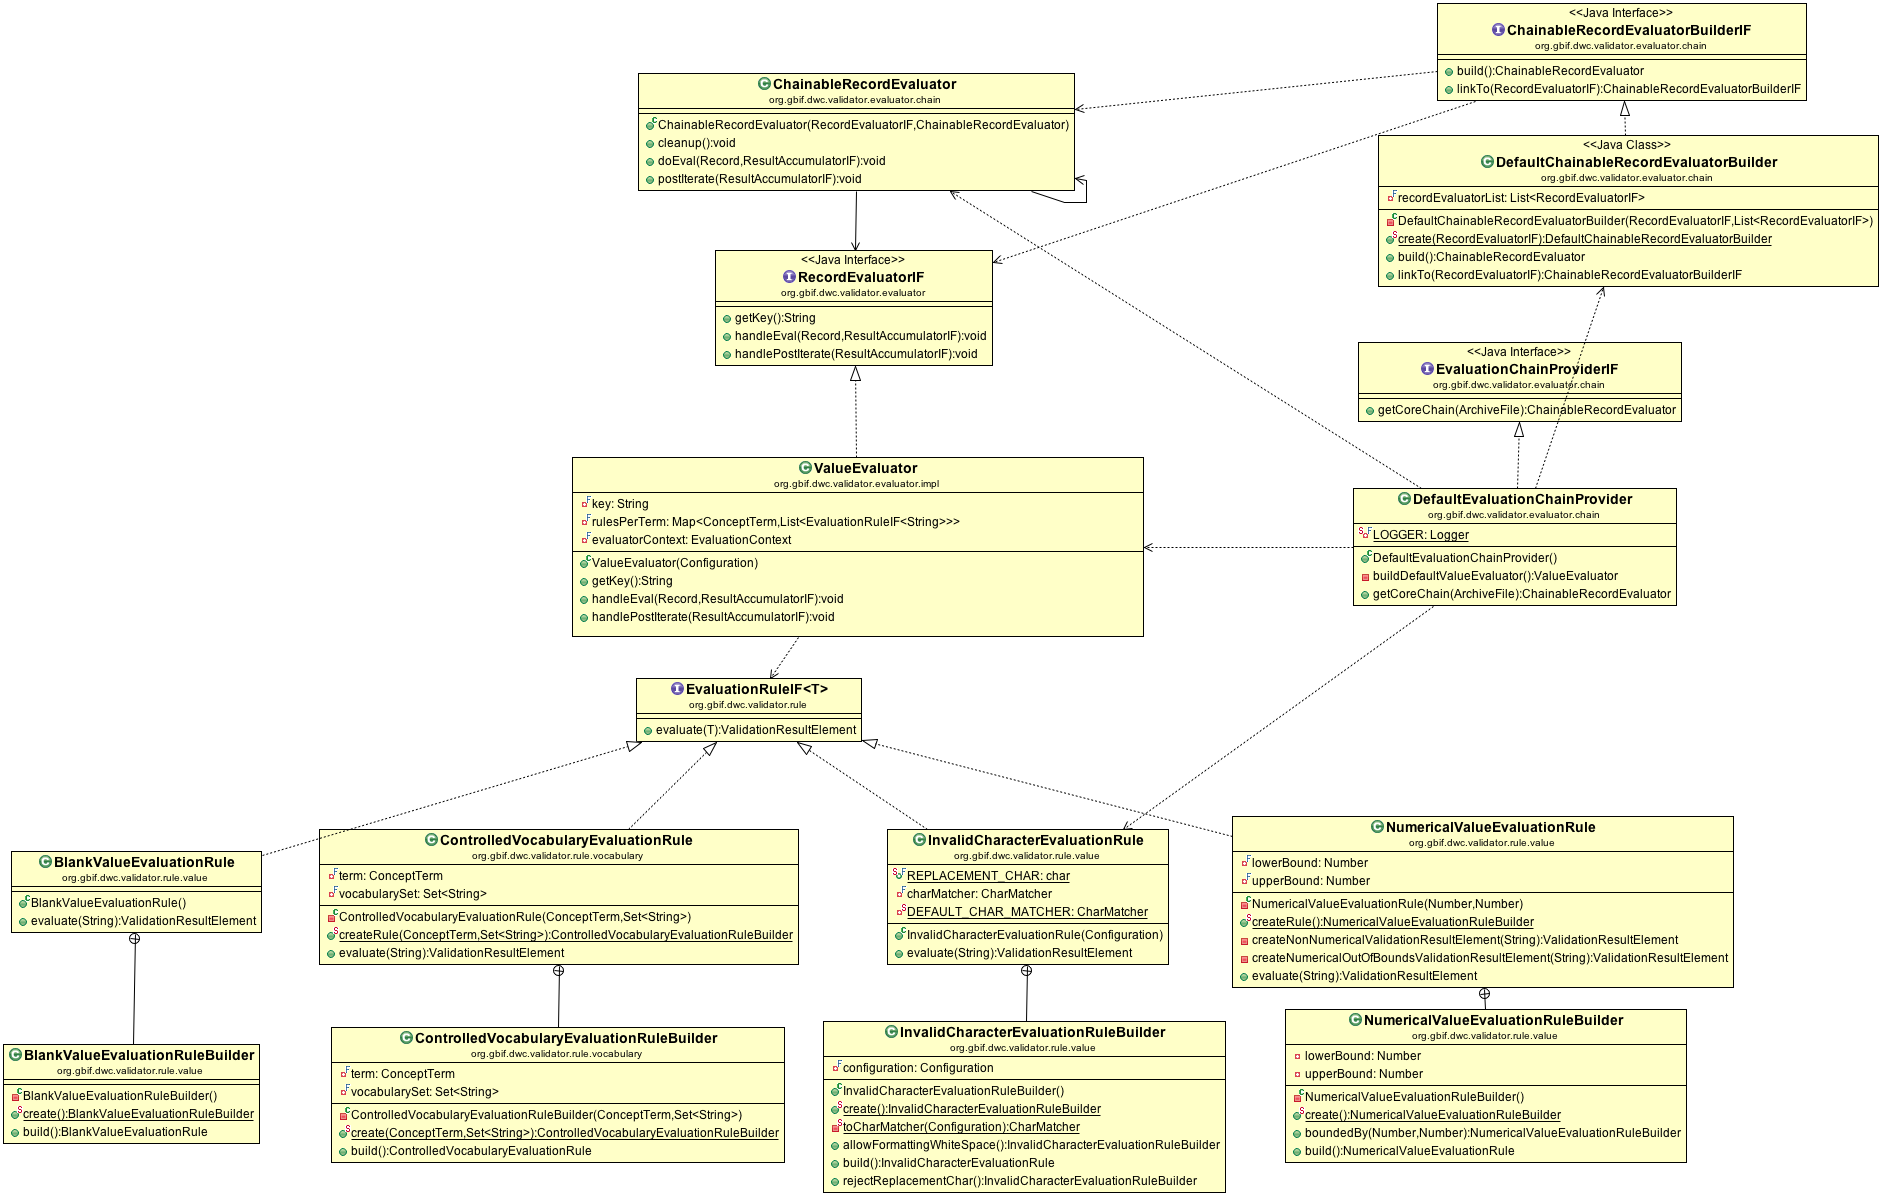 <<Java Interface>>
ChainableRecordEvaluatorBuilderIF
org.gbif.dwc.validator.evaluator.chain
build():ChainableRecordEvaluator
linkTo(RecordEvaluatorIF):ChainableRecordEvaluatorBuilderIF
ChainableRecordEvaluator
org.gbif.dwc.validator.evaluator.chain
ChainableRecordEvaluator(RecordEvaluatorIF,ChainableRecordEvaluator)
cleanup():void
doEval(Record,ResultAccumulatorIF):void
postIterate(ResultAccumulatorIF):void
<<Java Class>>
DefaultChainableRecordEvaluatorBuilder
org.gbif.dwc.validator.evaluator.chain
recordEvaluatorList: List<RecordEvaluatorIF>
DefaultChainableRecordEvaluatorBuilder(RecordEvaluatorIF,List<RecordEvaluatorIF>)
create(RecordEvaluatorIF):DefaultChainableRecordEvaluatorBuilder
build():ChainableRecordEvaluator
linkTo(RecordEvaluatorIF):ChainableRecordEvaluatorBuilderIF
<<Java Interface>>
RecordEvaluatorIF
org.gbif.dwc.validator.evaluator
getKey():String
handleEval(Record,ResultAccumulatorIF):void
handlePostIterate(ResultAccumulatorIF):void
<<Java Interface>>
EvaluationChainProviderIF
org.gbif.dwc.validator.evaluator.chain
getCoreChain(ArchiveFile):ChainableRecordEvaluator
ValueEvaluator
org.gbif.dwc.validator.evaluator.impl
key: String
rulesPerTerm: Map<ConceptTerm,List<EvaluationRuleIF<String>>>
evaluatorContext: EvaluationContext
ValueEvaluator(Configuration)
getKey():String
handleEval(Record,ResultAccumulatorIF):void
handlePostIterate(ResultAccumulatorIF):void
DefaultEvaluationChainProvider
org.gbif.dwc.validator.evaluator.chain
LOGGER: Logger
DefaultEvaluationChainProvider()
buildDefaultValueEvaluator():ValueEvaluator
getCoreChain(ArchiveFile):ChainableRecordEvaluator
EvaluationRuleIF<T>
org.gbif.dwc.validator.rule
evaluate(T):ValidationResultElement
BlankValueEvaluationRule
org.gbif.dwc.validator.rule.value
BlankValueEvaluationRule()
evaluate(String):ValidationResultElement
ControlledVocabularyEvaluationRule
org.gbif.dwc.validator.rule.vocabulary
term: ConceptTerm
vocabularySet: Set<String>
ControlledVocabularyEvaluationRule(ConceptTerm,Set<String>)
createRule(ConceptTerm,Set<String>):ControlledVocabularyEvaluationRuleBuilder
evaluate(String):ValidationResultElement
InvalidCharacterEvaluationRule
org.gbif.dwc.validator.rule.value
REPLACEMENT_CHAR: char
charMatcher: CharMatcher
DEFAULT_CHAR_MATCHER: CharMatcher
InvalidCharacterEvaluationRule(Configuration)
evaluate(String):ValidationResultElement
NumericalValueEvaluationRule
org.gbif.dwc.validator.rule.value
lowerBound: Number
upperBound: Number
NumericalValueEvaluationRule(Number,Number)
createRule():NumericalValueEvaluationRuleBuilder
createNonNumericalValidationResultElement(String):ValidationResultElement
createNumericalOutOfBoundsValidationResultElement(String):ValidationResultElement
evaluate(String):ValidationResultElement
BlankValueEvaluationRuleBuilder
org.gbif.dwc.validator.rule.value
BlankValueEvaluationRuleBuilder()
create():BlankValueEvaluationRuleBuilder
build():BlankValueEvaluationRule
ControlledVocabularyEvaluationRuleBuilder
org.gbif.dwc.validator.rule.vocabulary
term: ConceptTerm
vocabularySet: Set<String>
ControlledVocabularyEvaluationRuleBuilder(ConceptTerm,Set<String>)
create(ConceptTerm,Set<String>):ControlledVocabularyEvaluationRuleBuilder
build():ControlledVocabularyEvaluationRule
InvalidCharacterEvaluationRuleBuilder
org.gbif.dwc.validator.rule.value
configuration: Configuration
InvalidCharacterEvaluationRuleBuilder()
create():InvalidCharacterEvaluationRuleBuilder
toCharMatcher(Configuration):CharMatcher
allowFormattingWhiteSpace():InvalidCharacterEvaluationRuleBuilder
build():InvalidCharacterEvaluationRule
rejectReplacementChar():InvalidCharacterEvaluationRuleBuilder
NumericalValueEvaluationRuleBuilder
org.gbif.dwc.validator.rule.value
lowerBound: Number
upperBound: Number
NumericalValueEvaluationRuleBuilder()
create():NumericalValueEvaluationRuleBuilder
boundedBy(Number,Number):NumericalValueEvaluationRuleBuilder
build():NumericalValueEvaluationRule